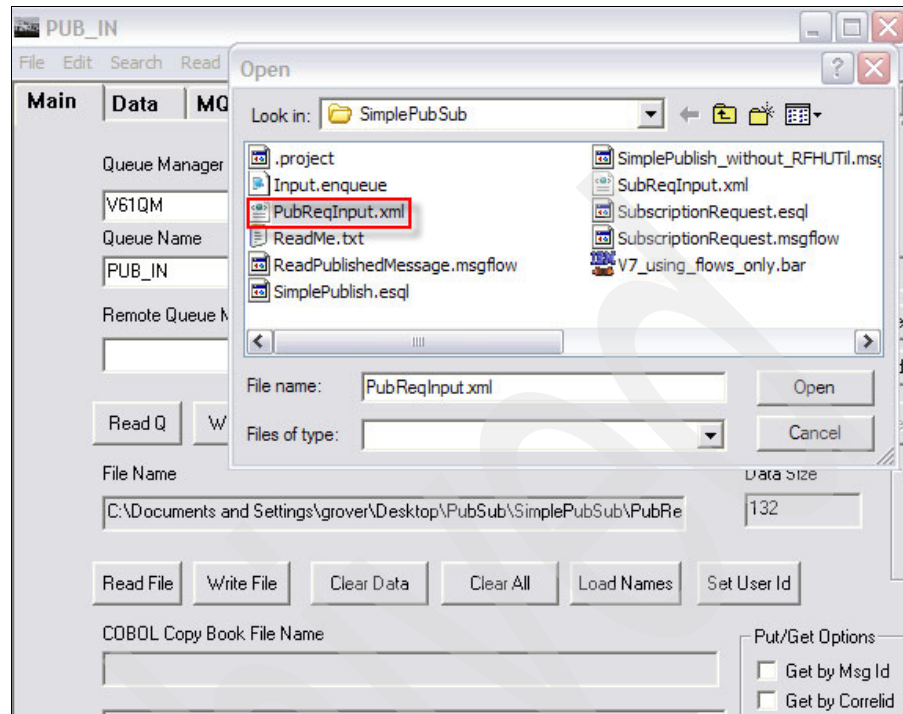 PUB_IN
File Edit Search Read
Open
Main Data MQ
Look in: SimplePubSub
.project
Input.enqueue
PubReqInput.xml
ReadMe.txt
ReadPublishedMessage.msgflow
SimplePublish.esql
SimplePublish_without_RFHUTil.msg
SubReqInput.xml
SubscriptionRequest.esql
SubscriptionRequest.msgflow
V7_using_flows_only.bar
Queue Manager
V61QM
Queue Name
PUB_IN
Remote Queue M
File name: PubReqInput.xml Open
Files of type: Cancel
Read Q W
File Name Data Size
C:\Documents and Settings\grover\Desktop\PubSub\SimplePubSub\PubRe 132
Read File Write File Clear Data Clear All Load Names Set User Id
COBOL Copy Book File Name
Put/Get Options
Get by Msg Id
Get by Correlid